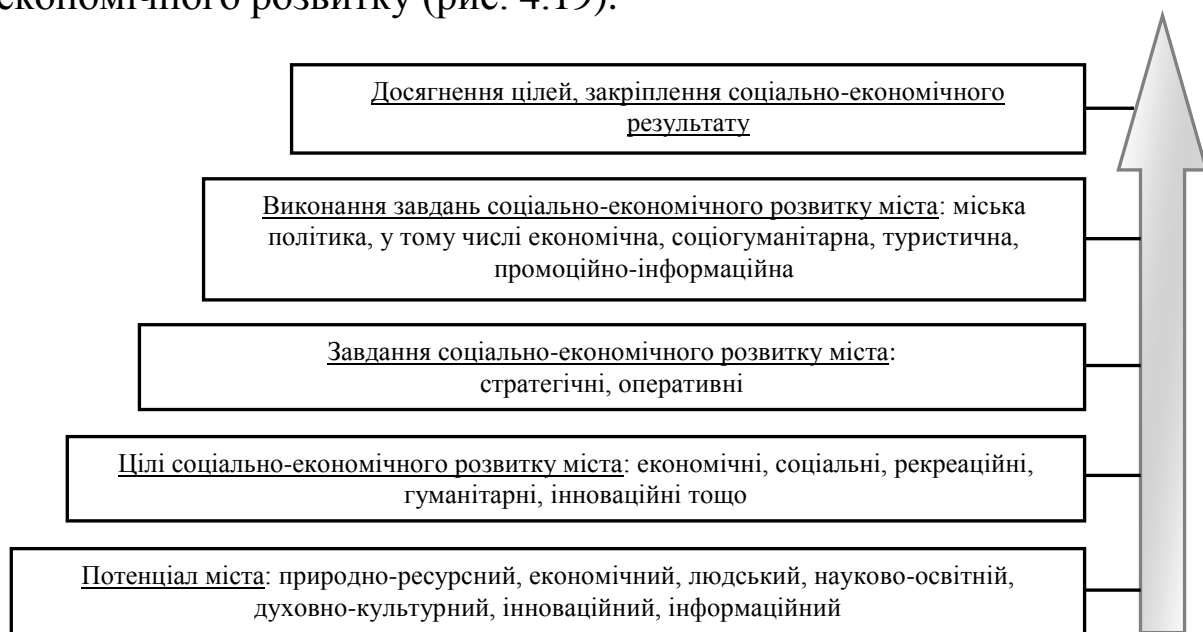 економічного розвитку (рис. 4.19).
Досягнення цілей, закріплення соціально-економічного
результату
Виконання завдань соціально-економічного розвитку міста: міська
політика, у тому числі економічна, соціогуманітарна, туристична,
промоційно-інформаційна
Завдання соціально-економічного розвитку міста:
стратегічні, оперативні
Цілі соціально-економічного розвитку міста: економічні, соціальні, рекреаційні,
гуманітарні, інноваційні тощо
Потенціал міста: природно-ресурсний, економічний, людський, науково-освітній,
духовно-культурний, інноваційний, інформаційний